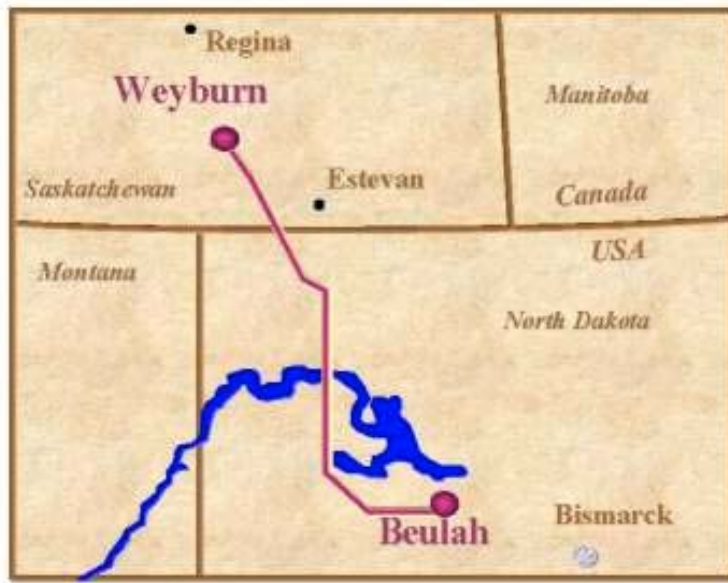 Regina
Weyburn
Manitoba
Saskatchewan
Estevan
Canada
USA
Montana
North Dakota
Bismarck
Beulah